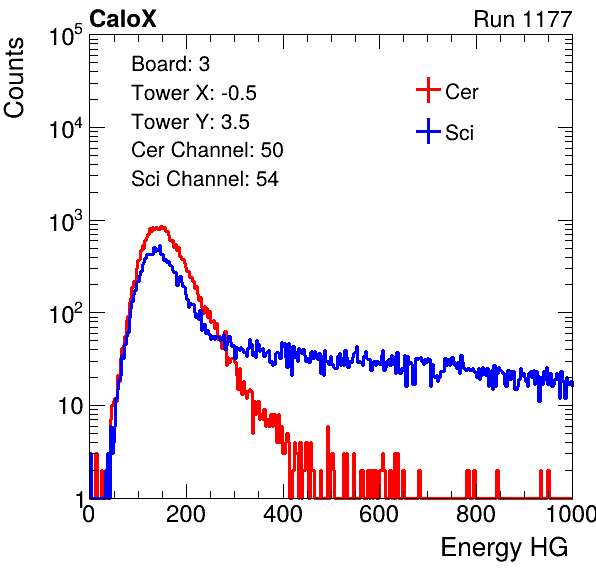 CaloX Run 1177
Counts
10^5
10^4
10^3
10^2
10
1
Board: 3
Tower X: -0.5
Tower Y: 3.5
Cer Channel: 50
Sci Channel: 54
Cer
Sci
0 200 400 600 800 1000
Energy HG